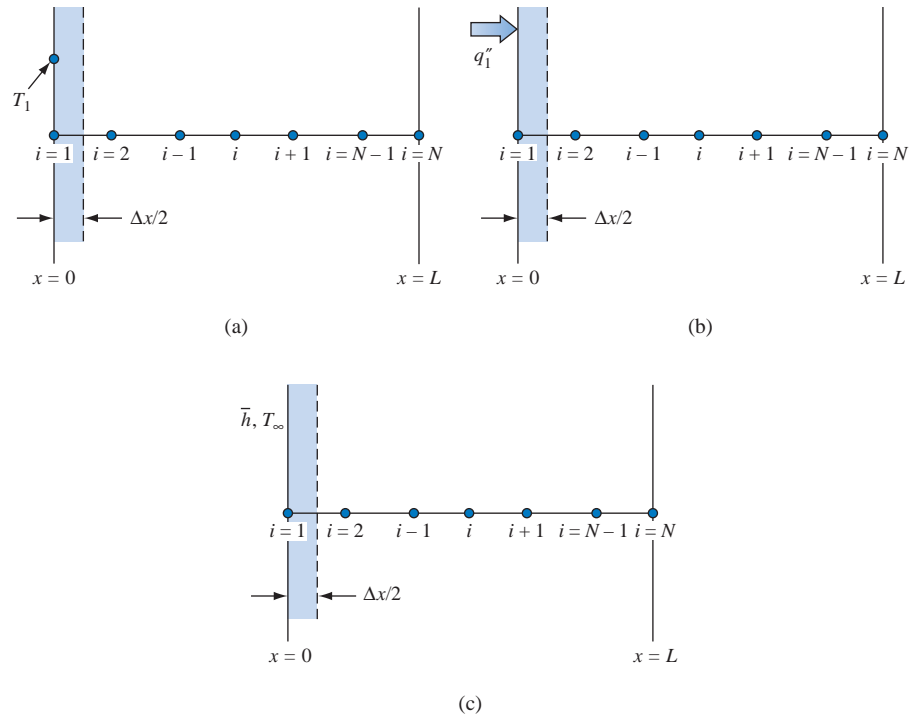 T₁
i = 1 i = 2 i – 1 i i + 1 i = N – 1 i = N
Δx/2
x = 0 x = L
(a)
q₁″
i = 1 i = 2 i – 1 i i + 1 i = N – 1 i = N
Δx/2
x = 0 x = L
(b)
h̅, T∞
i = 1 i = 2 i – 1 i i + 1 i = N – 1 i = N
Δx/2
x = 0 x = L
(c)